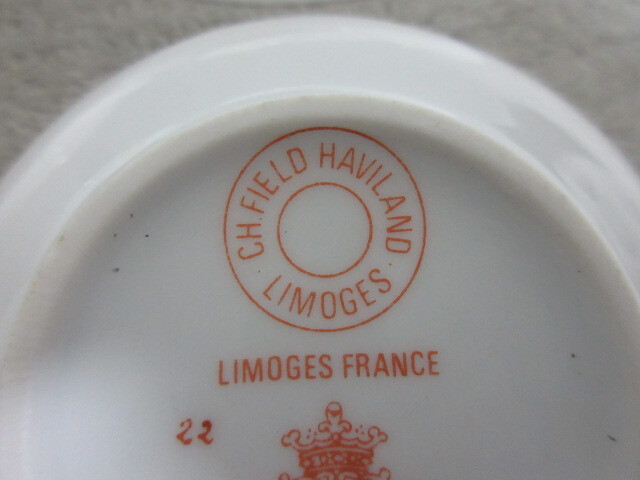 CH. FIELD HAVILAND
LIMOGES
LIMOGES FRANCE
22